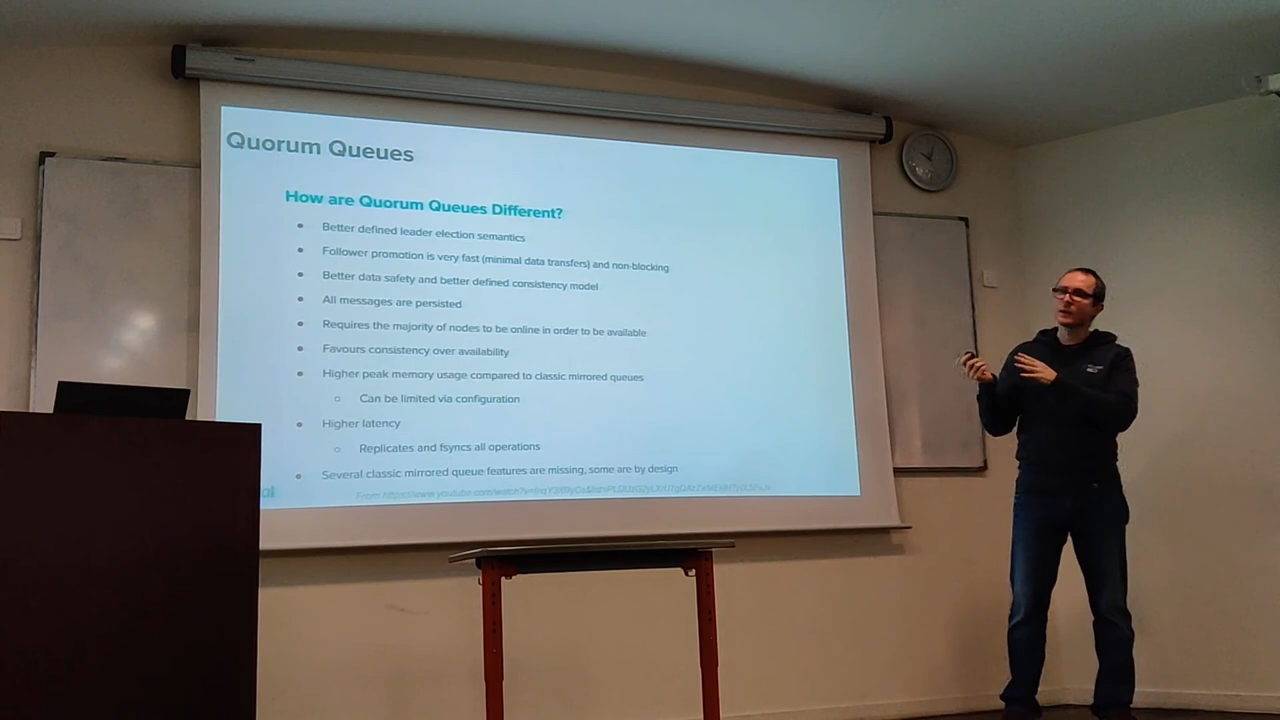 Quorum Queues
How are Quorum Queues Different?
Better defined leader election semantics
Follower promotion is very fast (minimal data transfers) and non-blocking
Better data safety and better defined consistency model
All messages are persisted
Requires the majority of nodes to be online in order to be available
Favours consistency over availability
Higher peak memory usage compared to classic mirrored queues
Can be limited via configuration
Higher latency
Replicates and fsyncs all operations
Several classic mirrored queue features are missing, some are by design
From